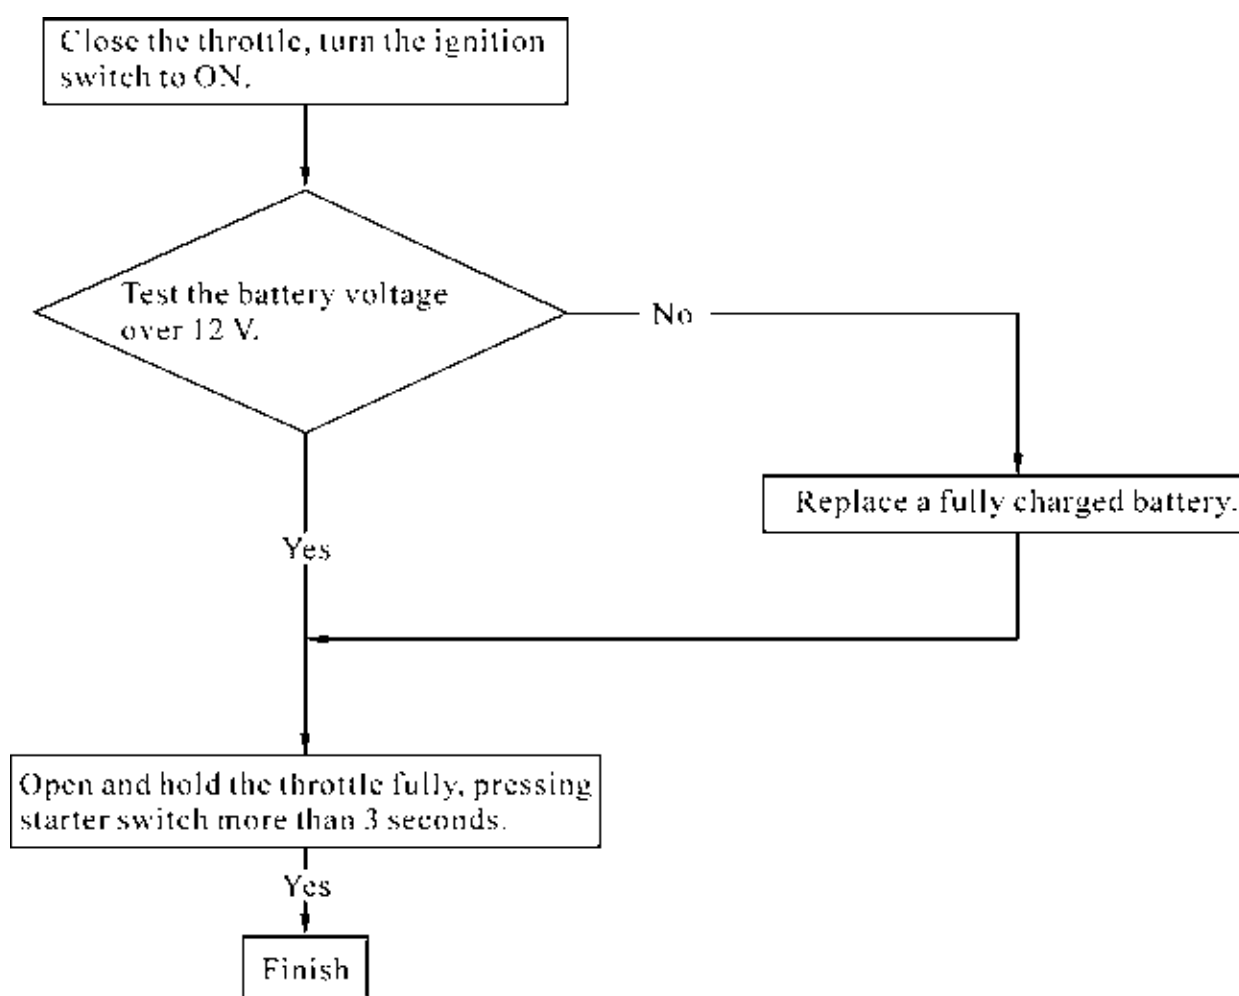 Close the throttle, turn the ignition
switch to ON.
Test the battery voltage
over 12 V.
No
Replace a fully charged battery.
Yes
Open and hold the throttle fully, pressing
starter switch more than 3 seconds.
Yes
Finish